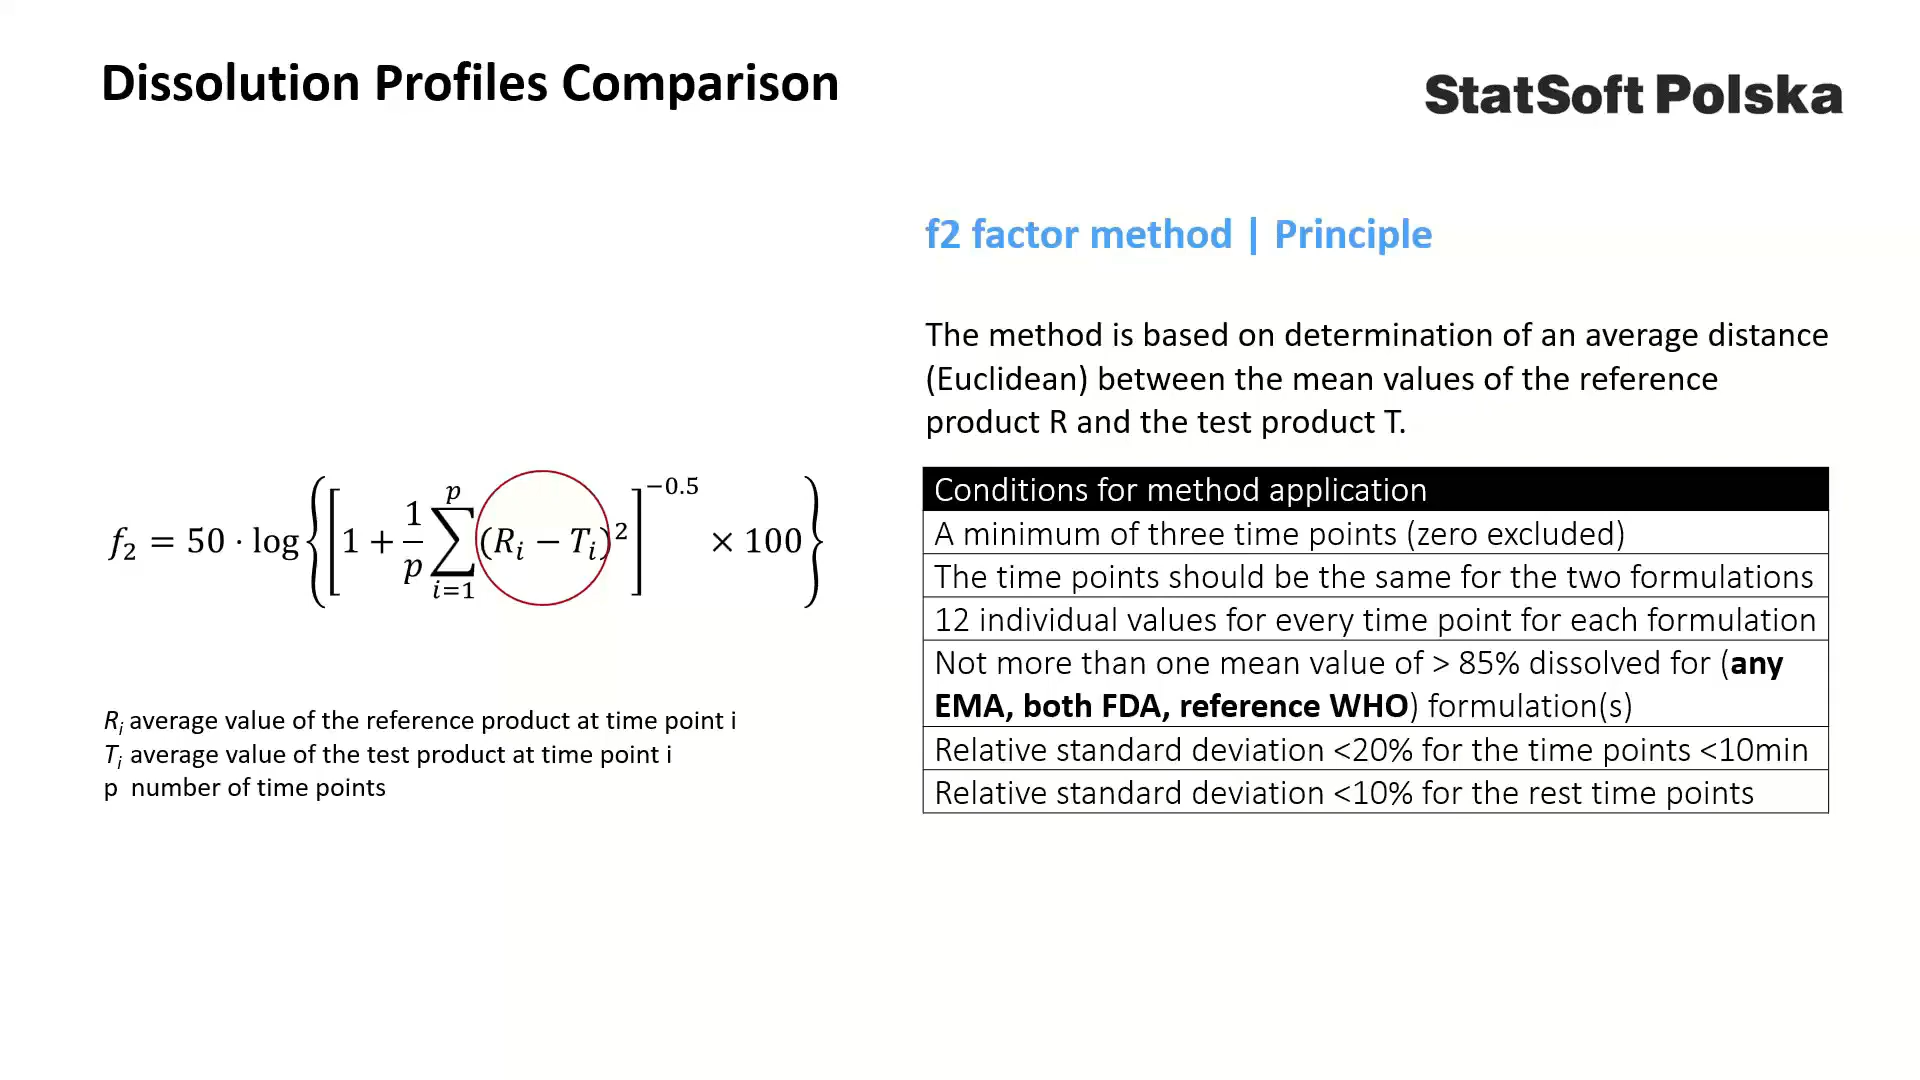 Dissolution Profiles Comparison
StatSoft Polska
f2 factor method | Principle
The method is based on determination of an average distance
(Euclidean) between the mean values of the reference
product R and the test product T.
f₂ = 50 · log{[1 + 1/p ∑ᵢ₌₁ᵖ (Rᵢ − Tᵢ)²]^−0.5 × 100}
Rᵢ average value of the reference product at time point i
Tᵢ average value of the test product at time point i
p number of time points
Conditions for method application
A minimum of three time points (zero excluded)
The time points should be the same for the two formulations
12 individual values for every time point for each formulation
Not more than one mean value of > 85% dissolved for (any
EMA, both FDA, reference WHO) formulation(s)
Relative standard deviation <20% for the time points <10min
Relative standard deviation <10% for the rest time points